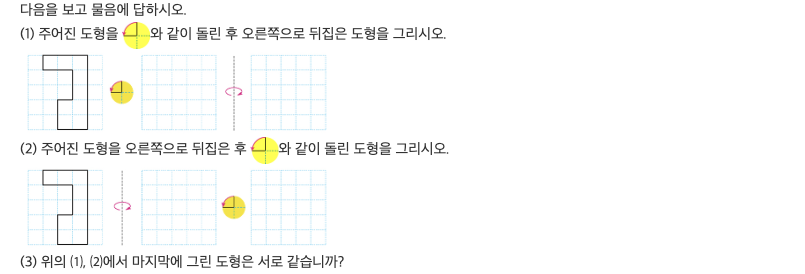 다음을 보고 물음에 답하시오.
(1) 주어진 도형을 와 같이 돌린 후 오른쪽으로 뒤집은 도형을 그리시오.
(2) 주어진 도형을 오른쪽으로 뒤집은 후 와 같이 돌린 도형을 그리시오.
(3) 위의 (1), (2)에서 마지막에 그린 도형은 서로 같습니까?